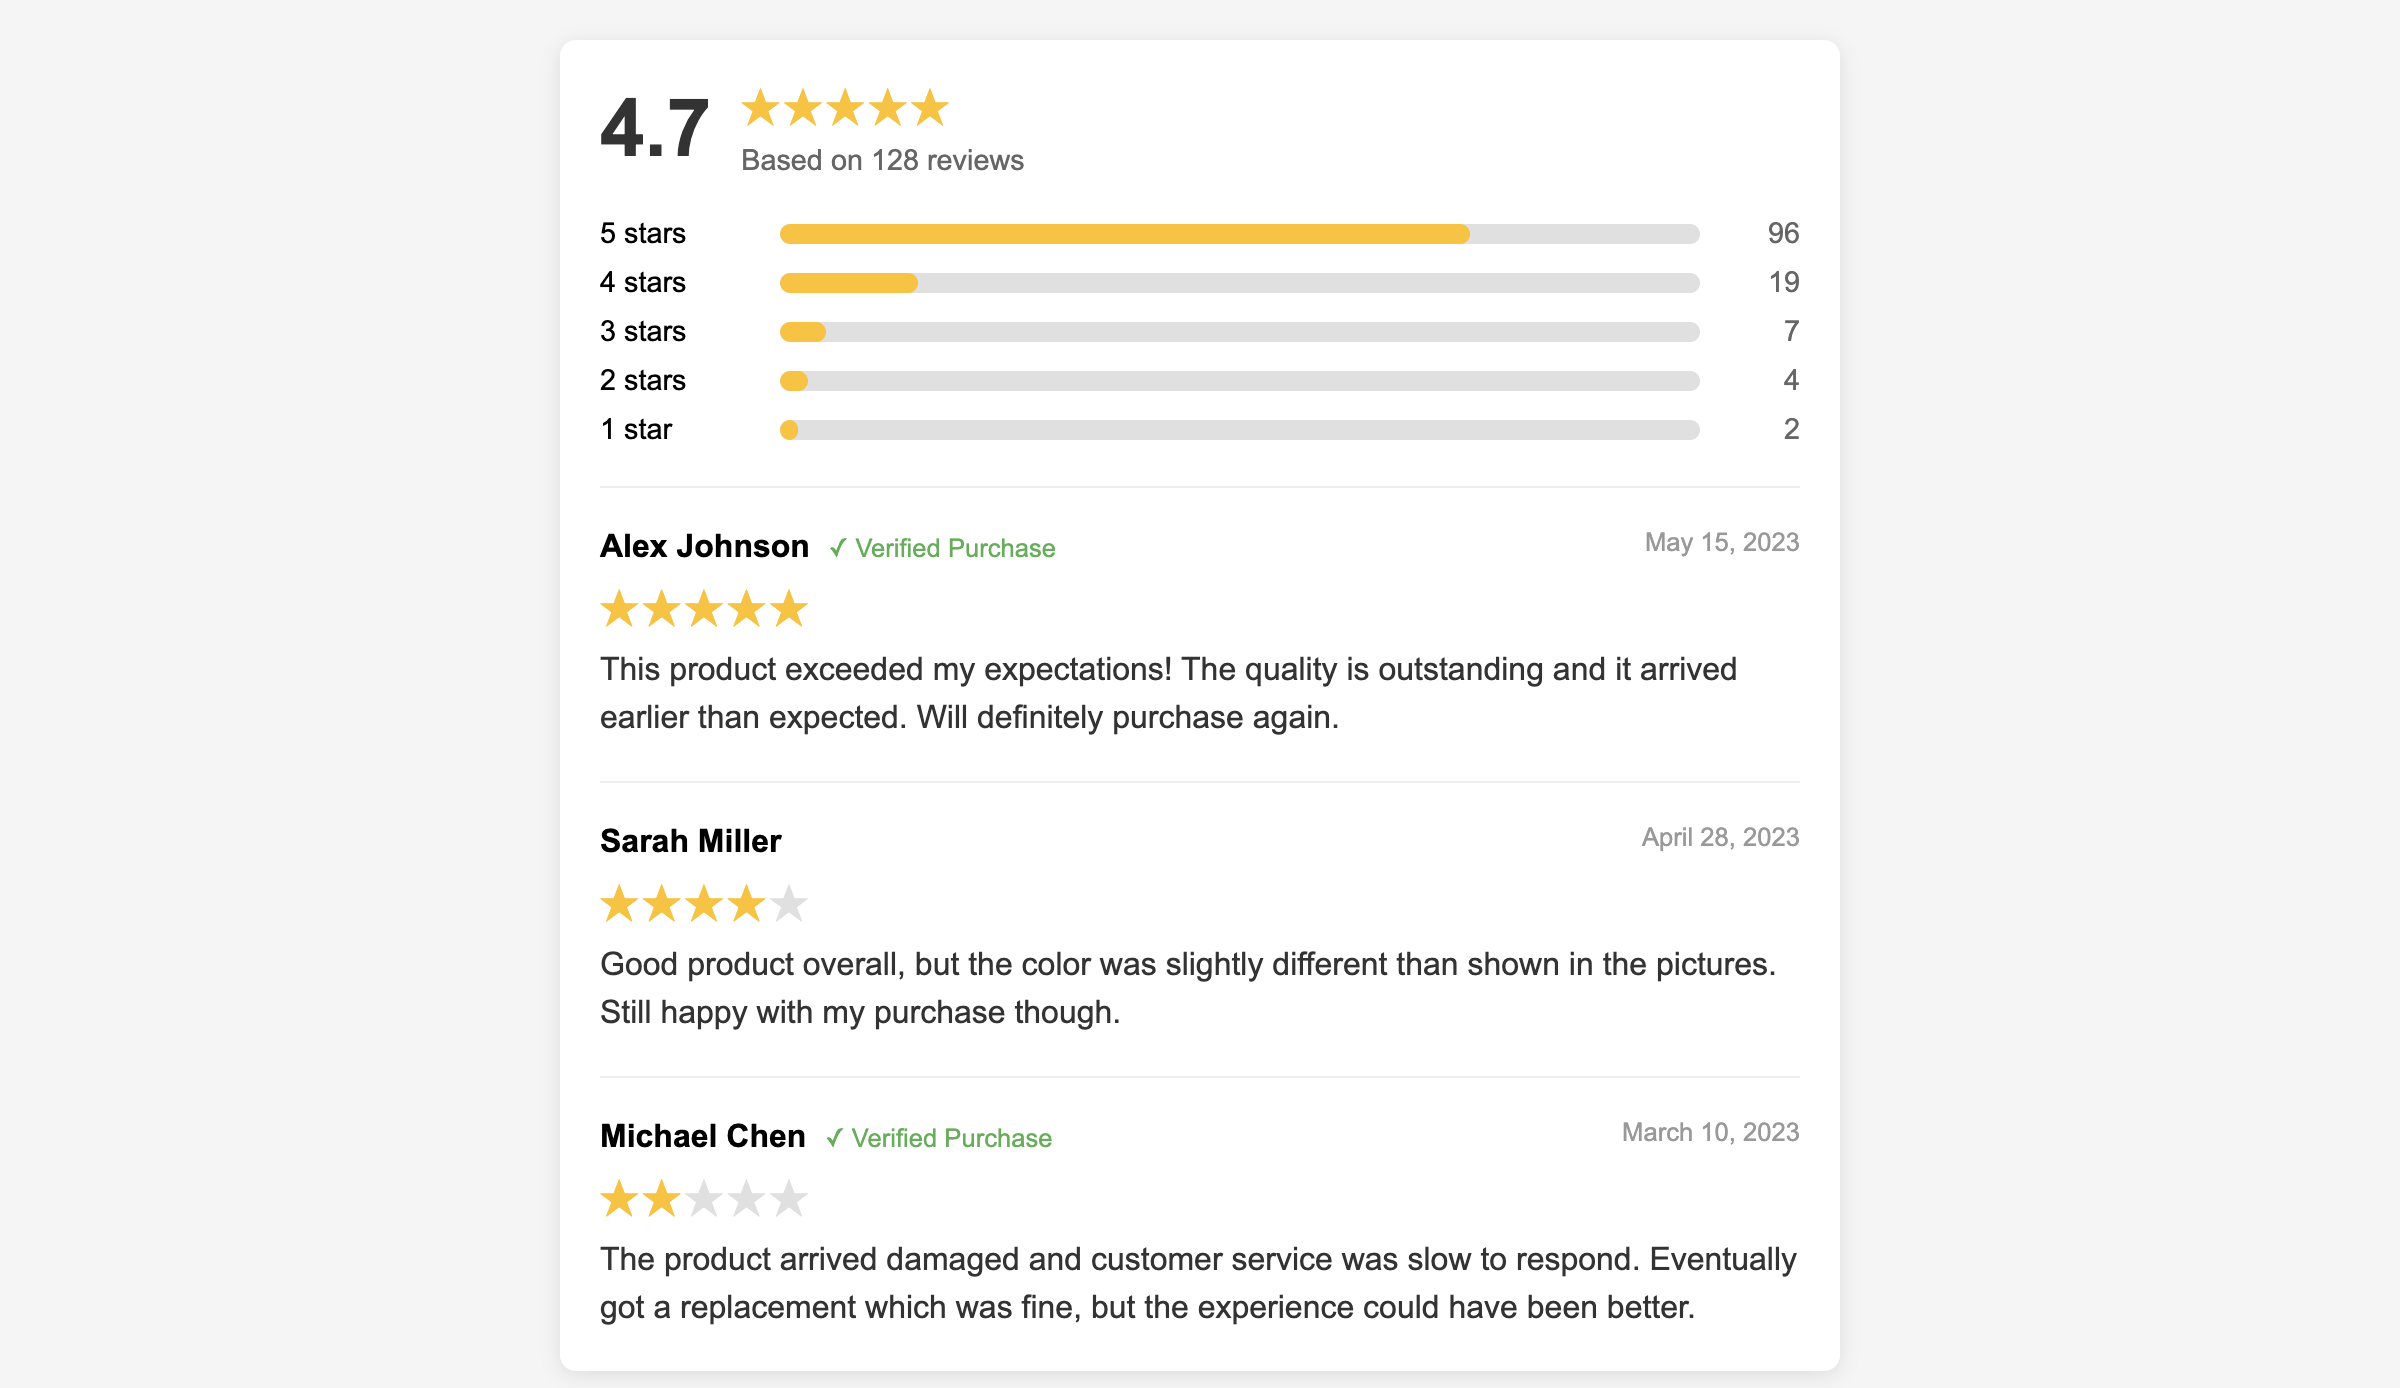 4.7
★★★★★
Based on 128 reviews
5 stars 96
4 stars 19
3 stars 7
2 stars 4
1 star 2
Alex Johnson ✓ Verified Purchase May 15, 2023
★★★★★
This product exceeded my expectations! The quality is outstanding and it arrived
earlier than expected. Will definitely purchase again.
Sarah Miller April 28, 2023
★★★★★
Good product overall, but the color was slightly different than shown in the pictures.
Still happy with my purchase though.
Michael Chen ✓ Verified Purchase March 10, 2023
★★★★★
The product arrived damaged and customer service was slow to respond. Eventually
got a replacement which was fine, but the experience could have been better.